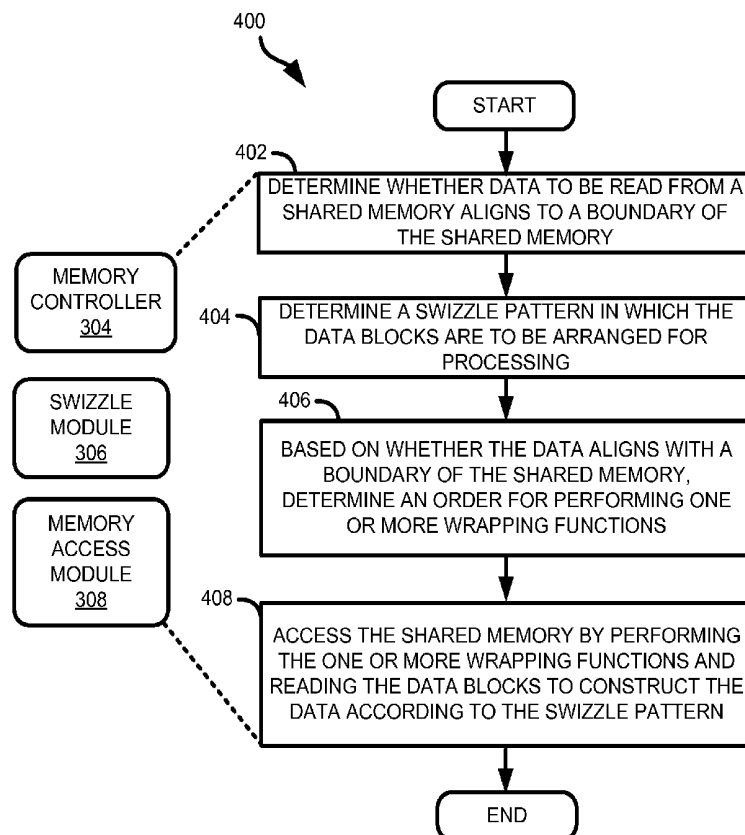 400
START
402
DETERMINE WHETHER DATA TO BE READ FROM A
SHARED MEMORY ALIGNS TO A BOUNDARY OF
THE SHARED MEMORY
MEMORY
CONTROLLER
304
404
DETERMINE A SWIZZLE PATTERN IN WHICH THE
DATA BLOCKS ARE TO BE ARRANGED FOR
PROCESSING
SWIZZLE
MODULE
306
406
BASED ON WHETHER THE DATA ALIGNS WITH A
BOUNDARY OF THE SHARED MEMORY,
DETERMINE AN ORDER FOR PERFORMING ONE
OR MORE WRAPPING FUNCTIONS
MEMORY
ACCESS
MODULE
308
408
ACCESS THE SHARED MEMORY BY PERFORMING
THE ONE OR MORE WRAPPING FUNCTIONS AND
READING THE DATA BLOCKS TO CONSTRUCT THE
DATA ACCORDING TO THE SWIZZLE PATTERN
END